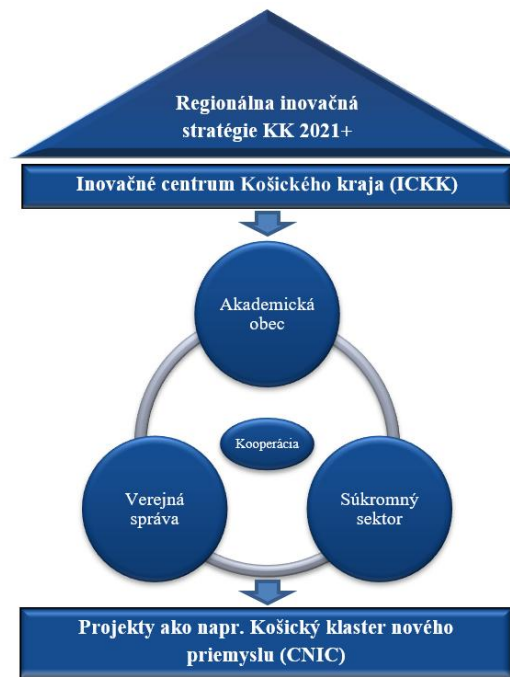 Regionálna inovačná
stratégie KK 2021+
Inovačné centrum Košického kraja (ICKK)
Akademická
obec
Kooperácia
Verejná
správa
Súkromný
sektor
Projekty ako napr. Košický klaster nového
priemyslu (CNIC)